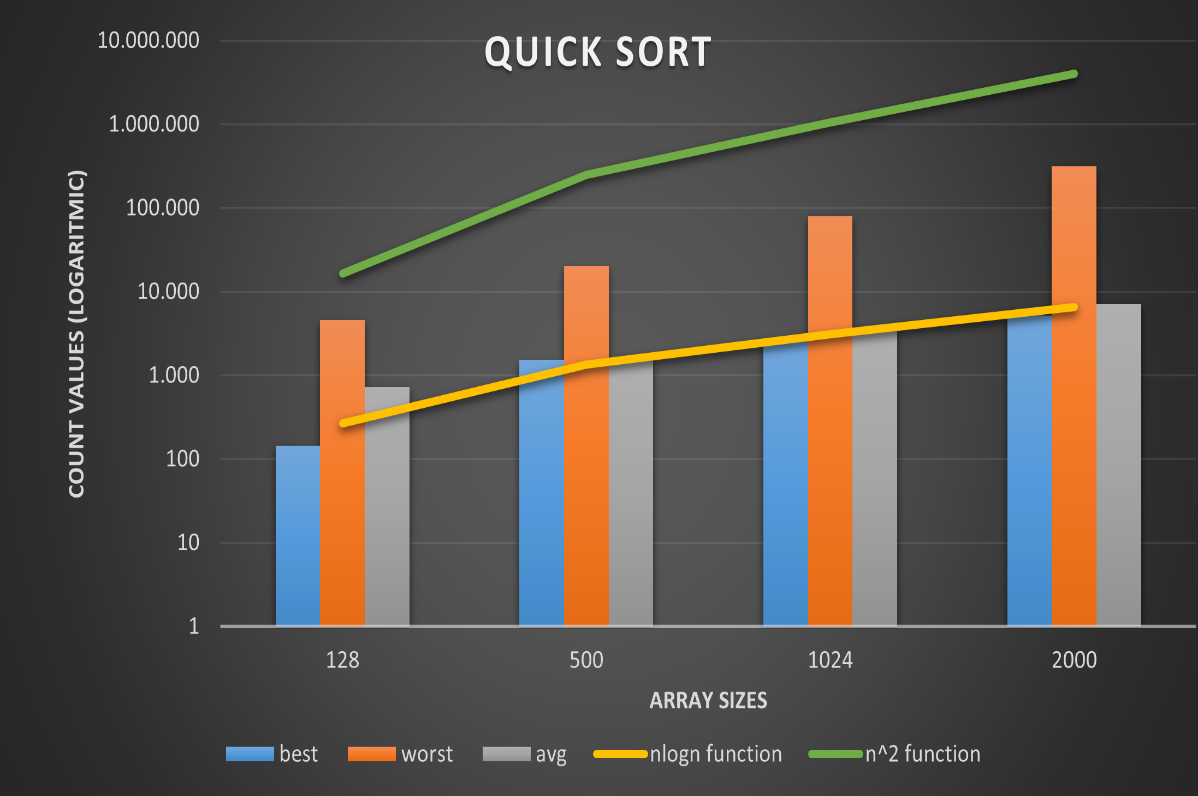 QUICK SORT
10.000.000
1.000.000
100.000
10.000
1.000
100
10
1
COUNT VALUES (LOGARITMIC)
128 500 1024 2000
ARRAY SIZES
best worst avg nlogn function n^2 function